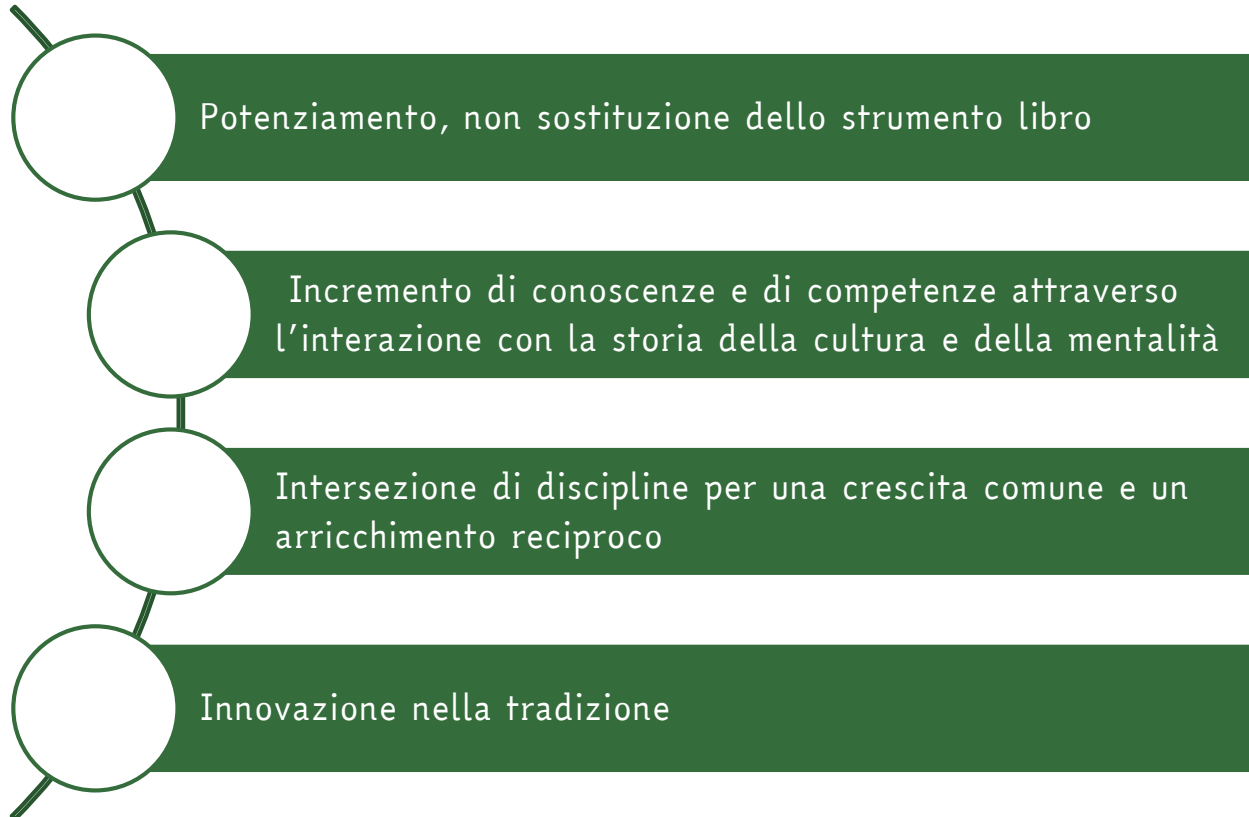 Potenziamento, non sostituzione dello strumento libro
Incremento di conoscenze e di competenze attraverso
l’interazione con la storia della cultura e della mentalità
Intersezione di discipline per una crescita comune e un
arricchimento reciproco
Innovazione nella tradizione